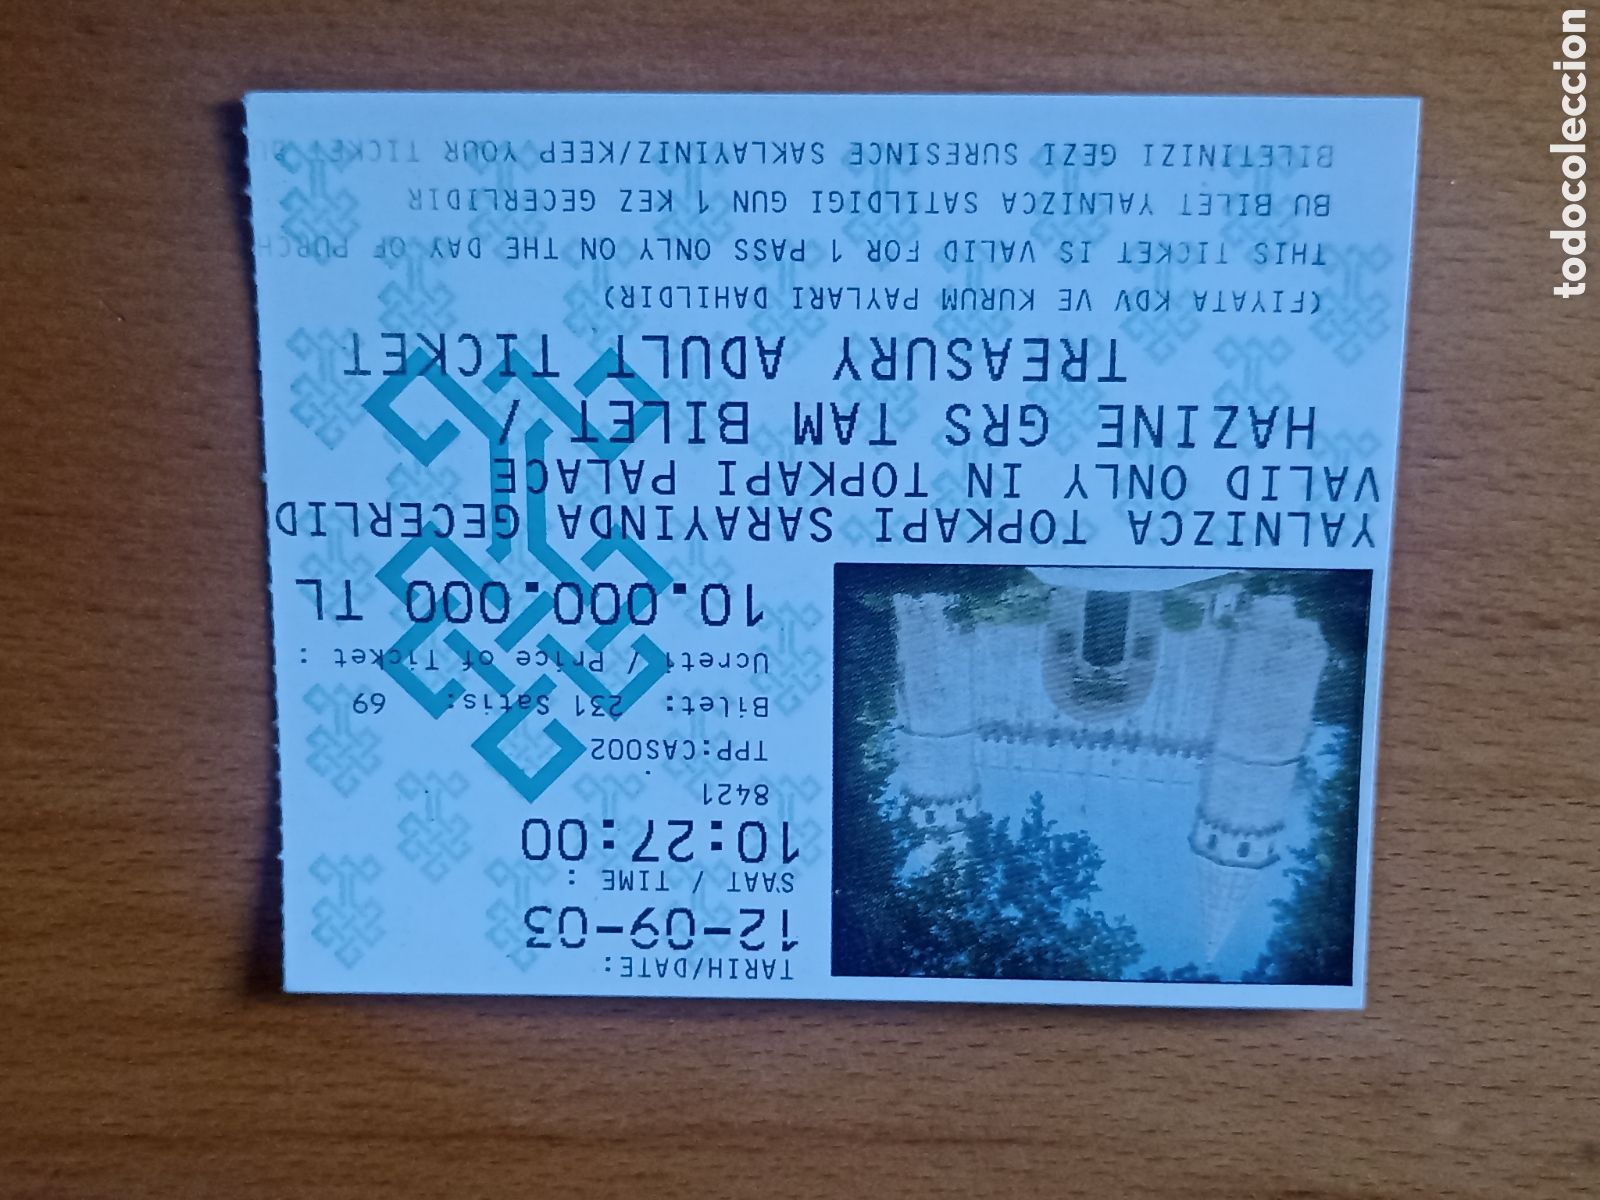 TARIH/DATE:
12-09-03
SAAT / TIME :
10:27:00
8421
TPP:CAS002
Bilet: 231 Satis: 69
Ucreti / Price of Ticket :
10.000.000 TL
YALNIZCA TOPKAPI SARAYINDA GECERLID
VALID ONLY IN TOPKAPI PALACE
HAZINE GRS TAM BILET /
TREASURY ADULT TICKET
(FIYATA KDV VE KURUM PAYLARI DAHILDIR)
THIS TICKET IS VALID FOR 1 PASS ONLY ON THE DAY OF PURCH
BU BILET YALNIZCA SATILDIGI GUN 1 KEZ GECERLIDIR
BILETINIZI GEZI SURESINCE SAKLAYINIZ/KEEP YOUR TICKET
todocoleccion